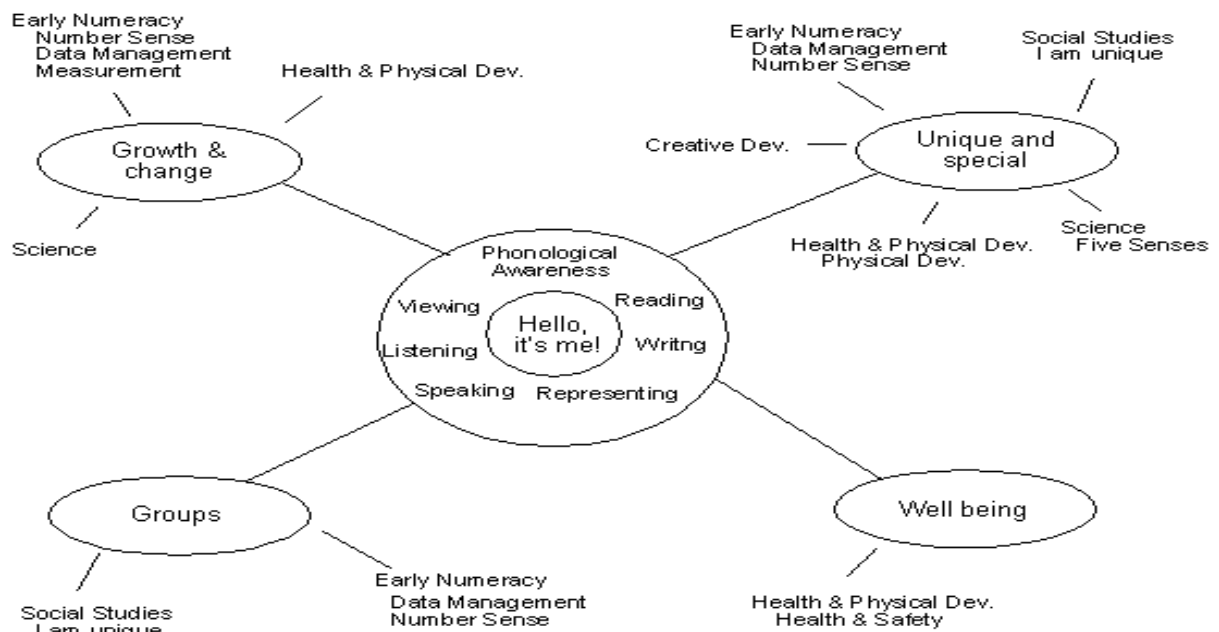 Early Numeracy
Number Sense
Data Management
Measurement
Health & Physical Dev.
Growth &
change
Science
Early Numeracy
Data Management
Number Sense
Social Studies
I am unique
Creative Dev.
Unique and
special
Health & Physical Dev.
Physical Dev.
Science
Five Senses
Phonological
Awareness
Viewing
Reading
Hello,
it's me!
Listening
Writng
Speaking
Representing
Groups
Social Studies
I am unique
Early Numeracy
Data Management
Number Sense
Well being
Health & Physical Dev.
Health & Safety